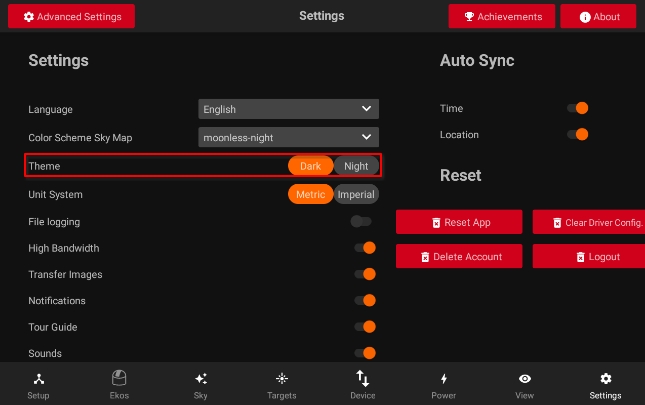 Advanced Settings
Settings
Achievements
About
Settings
Language
English
Color Scheme Sky Map
moonless-night
Theme
Dark
Night
Unit System
Metric
Imperial
File logging
High Bandwidth
Transfer Images
Notifications
Tour Guide
Sounds
Auto Sync
Time
Location
Reset
Reset App
Clear Driver Config.
Delete Account
Logout
Setup
Ekos
Sky
Targets
Device
Power
View
Settings